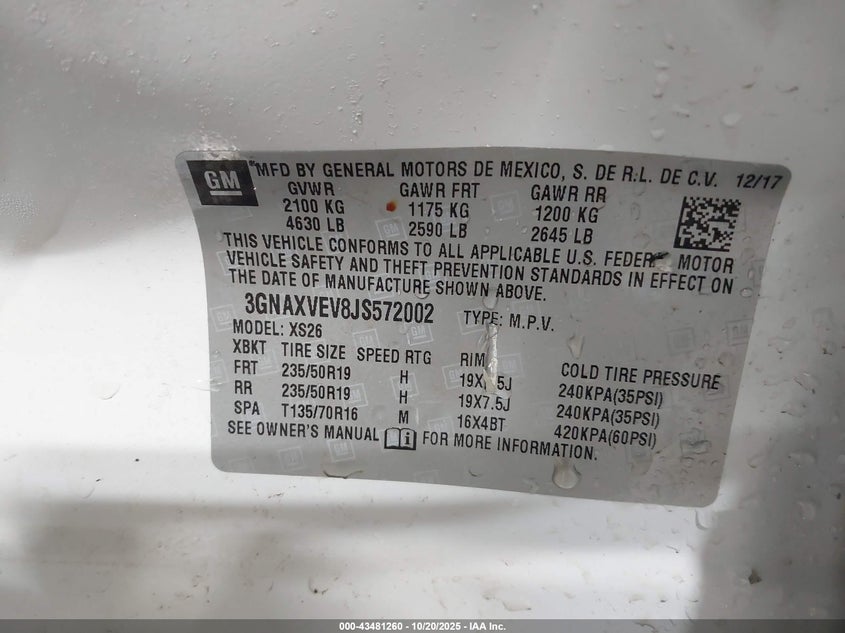 GM MFD BY GENERAL MOTORS DE MEXICO, S. DE R.L. DE C.V. 12/17
GVWR GAWR FRT GAWR RR
2100 KG 1175 KG 1200 KG
4630 LB 2590 LB 2645 LB
THIS VEHICLE CONFORMS TO ALL APPLICABLE U.S. FEDER MOTOR
VEHICLE SAFETY AND THEFT PREVENTION STANDARDS IN EFFECT ON
THE DATE OF MANUFACTURE SHOWN ABOVE.
3GNAXVEV8JS572002 TYPE: M.P.V.
MODEL: XS26
XBKT TIRE SIZE SPEED RTG RIM COLD TIRE PRESSURE
FRT 235/50R19 H 19X7.5J 240KPA(35PSI)
RR 235/50R19 H 19X7.5J 240KPA(35PSI)
SPA T135/70R16 M 16X4BT 420KPA(60PSI)
SEE OWNER'S MANUAL FOR MORE INFORMATION.
000-43481260 - 10/20/2025 - IAA Inc.